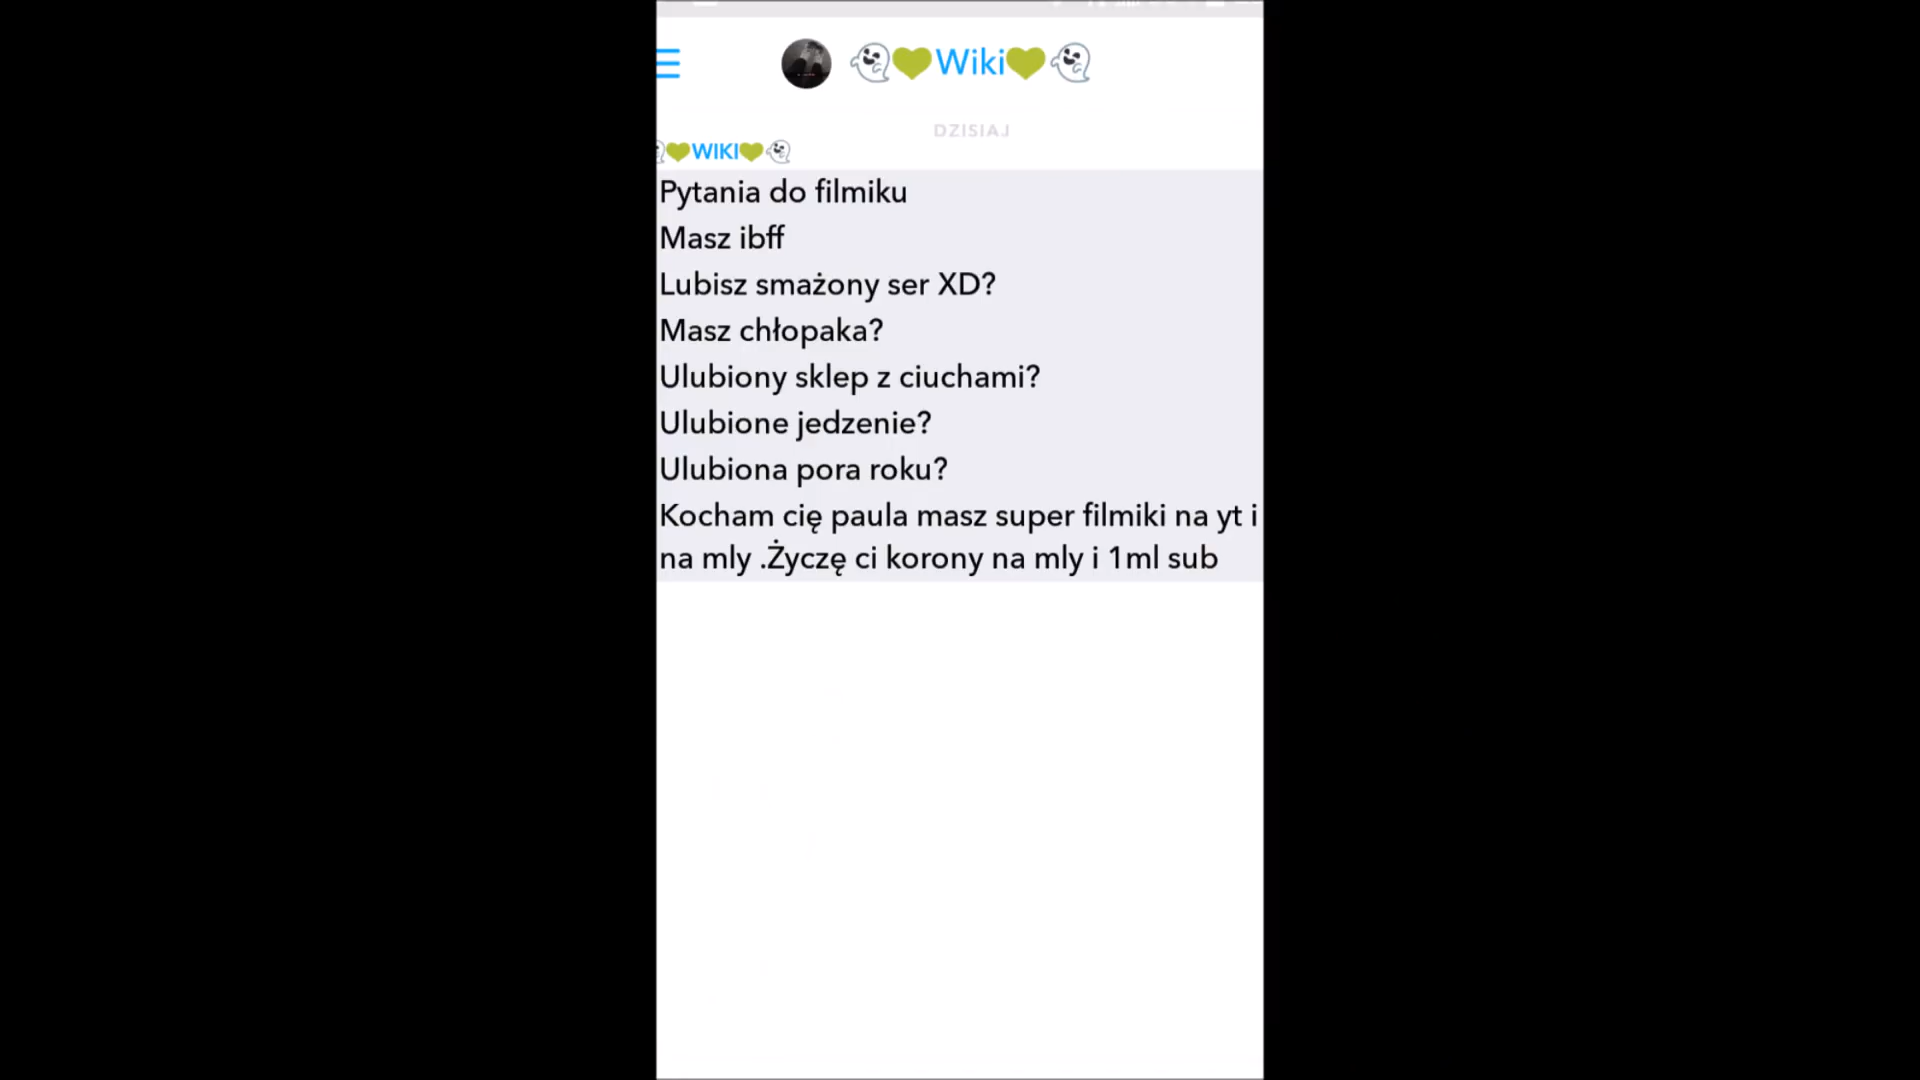 👻💚Wiki💚👻
DZISIAJ
💚WIKI💚👻
Pytania do filmiku
Masz ibff
Lubisz smażony ser XD?
Masz chłopaka?
Ulubiony sklep z ciuchami?
Ulubione jedzenie?
Ulubiona pora roku?
Kocham cię paula masz super filmiki na yt i
na mly .Życzę ci korony na mly i 1ml sub